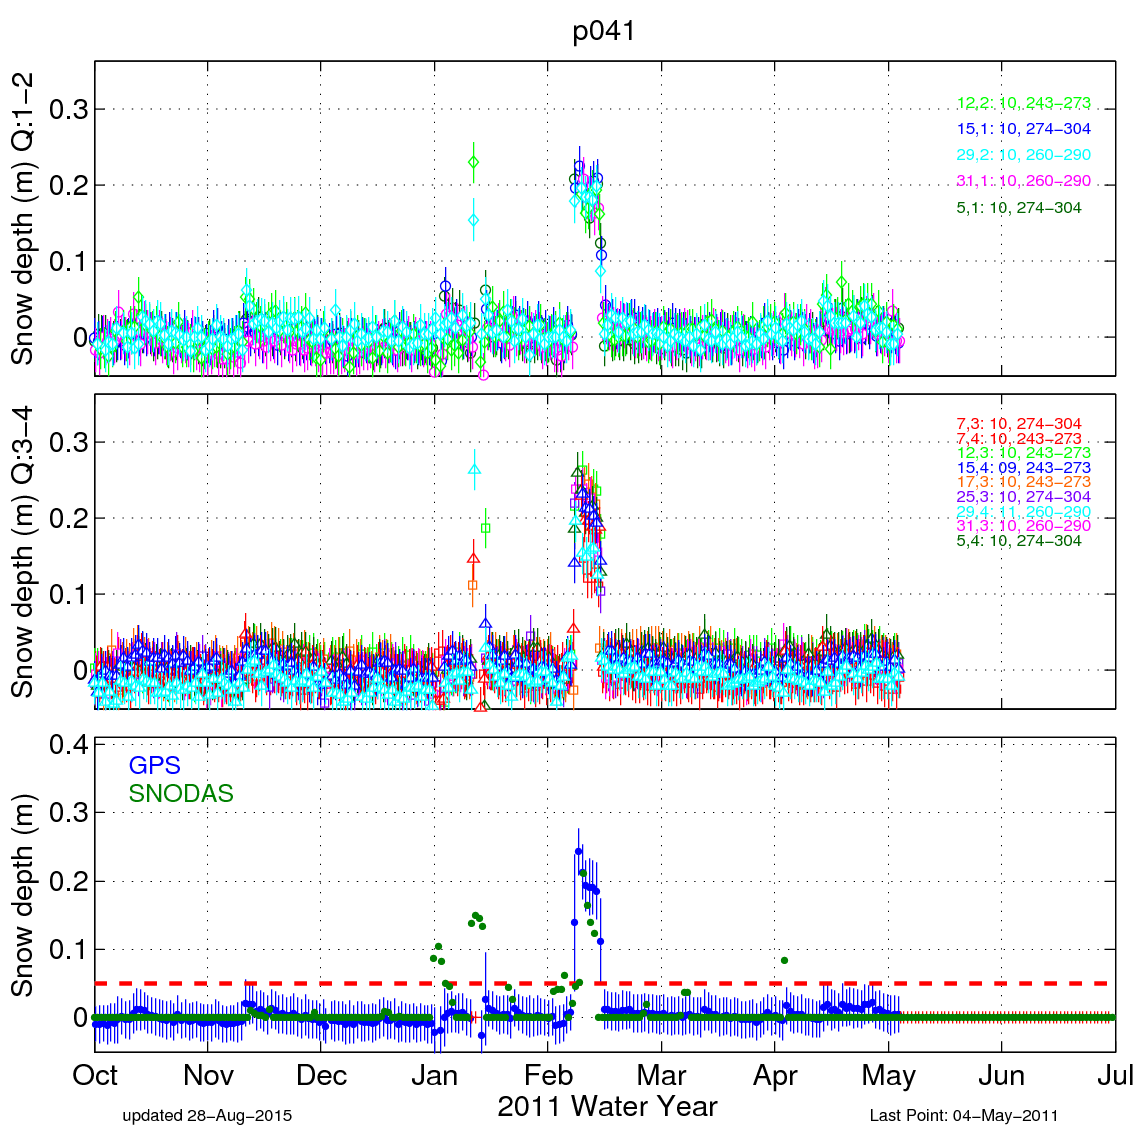 p041
Snow depth (m) Q:1−2
0.3
0.2
0.1
0
12,2: 10, 243−273
15,1: 10, 274−304
29,2: 10, 260−290
31,1: 10, 260−290
5,1: 10, 274−304
Snow depth (m) Q:3−4
0.3
0.2
0.1
0
7,3: 10, 274−304
7,4: 10, 243−273
12,3: 10, 243−273
15,4: 09, 243−273
17,3: 10, 243−273
25,3: 10, 274−304
29,4: 11, 260−290
31,3: 10, 260−290
5,4: 10, 274−304
Snow depth (m)
0.4
0.3
0.2
0.1
0
GPS
SNODAS
Oct Nov Dec Jan Feb Mar Apr May Jun Jul
2011 Water Year
updated 28−Aug−2015
Last Point: 04−May−2011